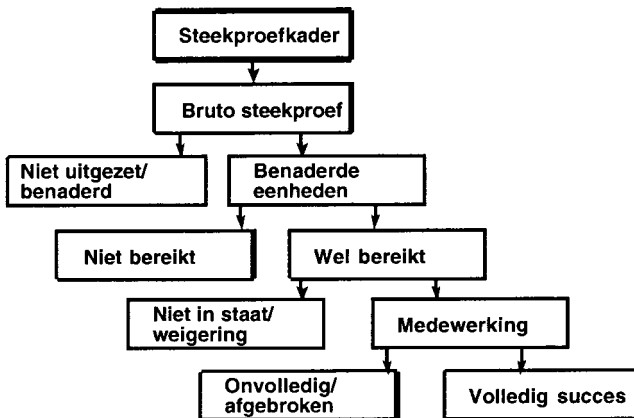 Steekproefkader
Bruto steekproef
Niet uitgezet/
benaderd
Benaderde
eenheden
Niet bereikt
Wel bereikt
Niet in staat/
weigering
Medewerking
Onvolledig/
afgebroken
Volledig succes